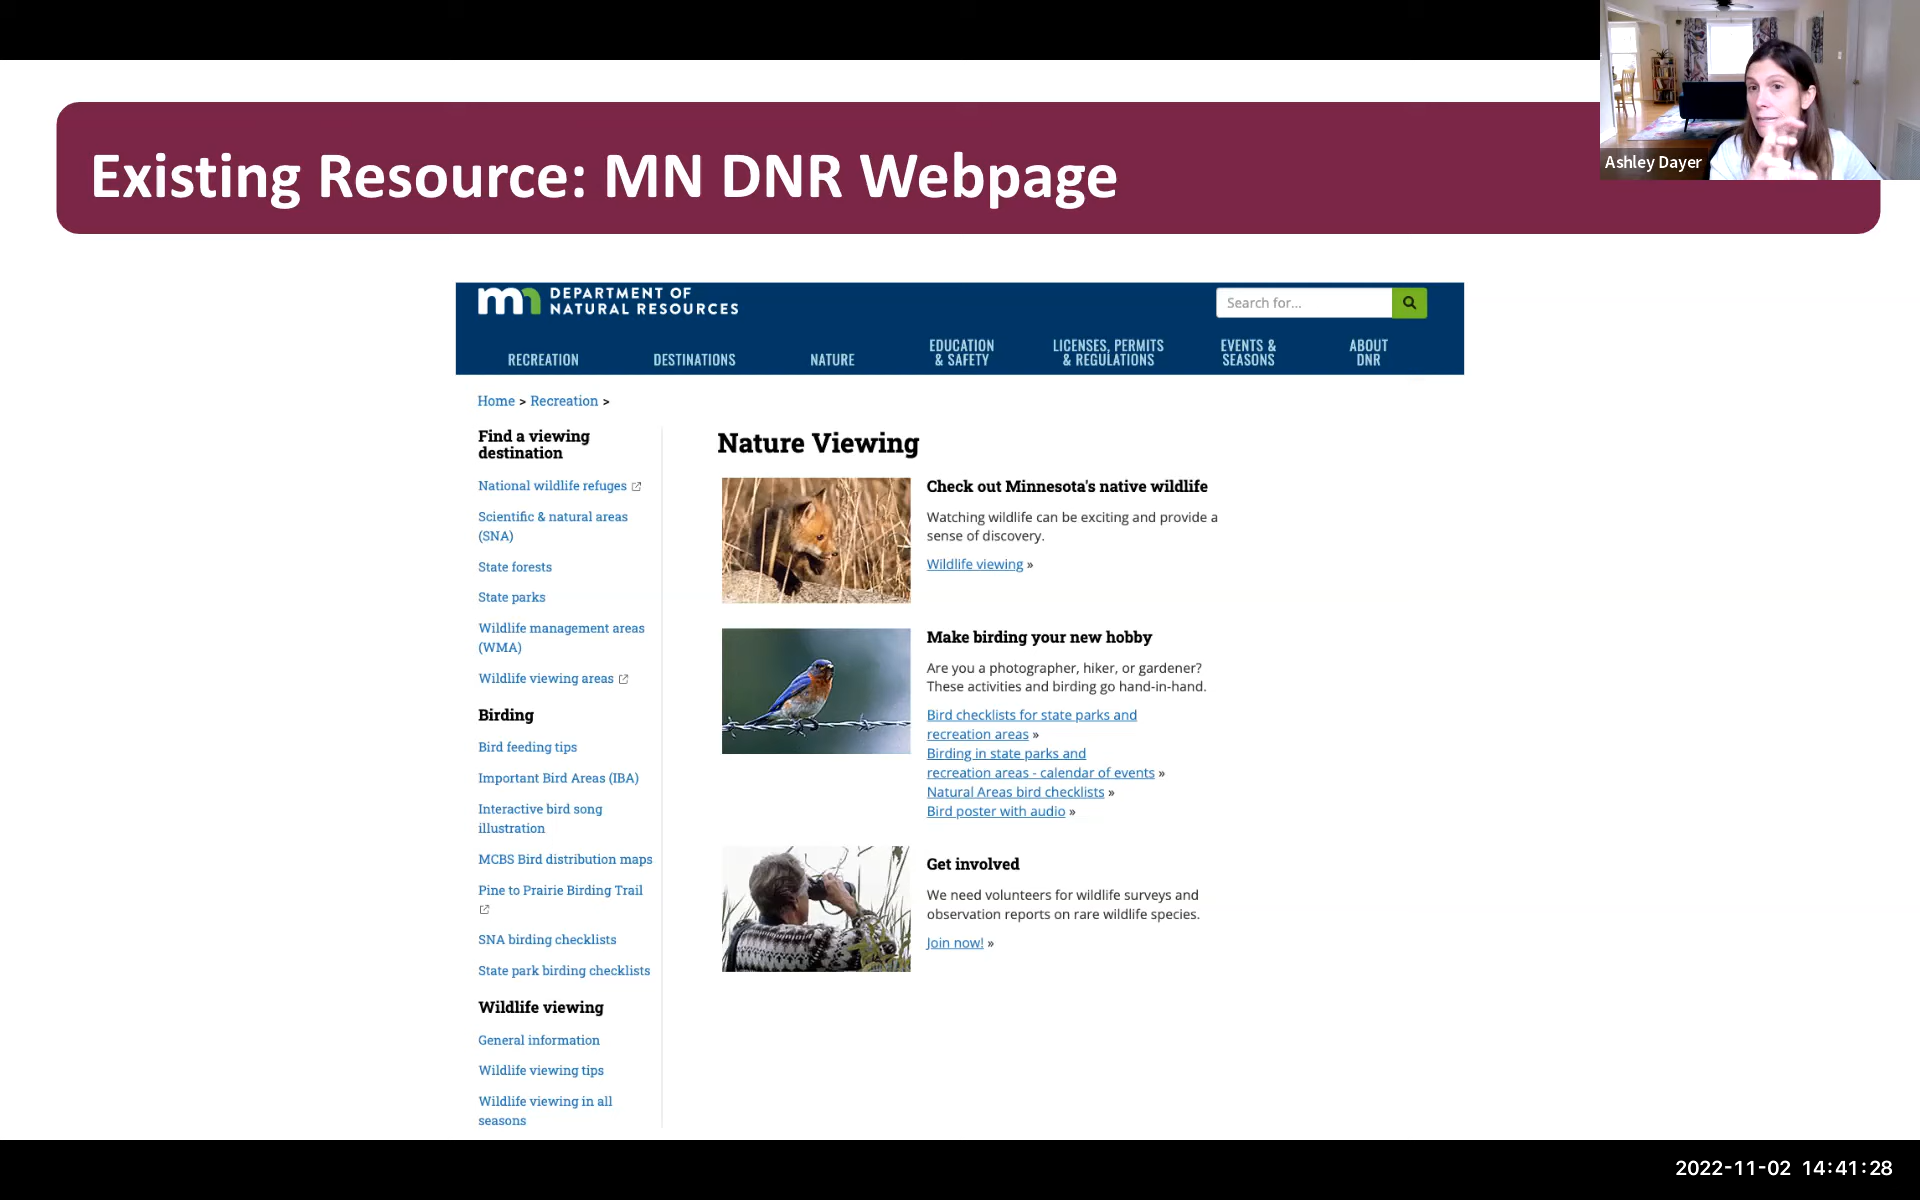 Existing Resource: MN DNR Webpage
Ashley Dayer
mn DEPARTMENT OF
NATURAL RESOURCES
Search for...
RECREATION
DESTINATIONS
NATURE
EDUCATION
& SAFETY
LICENSES, PERMITS
& REGULATIONS
EVENTS &
SEASONS
ABOUT
DNR
Home > Recreation >
Find a viewing
destination
National wildlife refuges
Scientific & natural areas
(SNA)
State forests
State parks
Wildlife management areas
(WMA)
Wildlife viewing areas
Birding
Bird feeding tips
Important Bird Areas (IBA)
Interactive bird song
illustration
MCBS Bird distribution maps
Pine to Prairie Birding Trail
SNA birding checklists
State park birding checklists
Wildlife viewing
General information
Wildlife viewing tips
Wildlife viewing in all
seasons
Nature Viewing
Check out Minnesota's native wildlife
Watching wildlife can be exciting and provide a
sense of discovery.
Wildlife viewing »
Make birding your new hobby
Are you a photographer, hiker, or gardener?
These activities and birding go hand-in-hand.
Bird checklists for state parks and
recreation areas »
Birding in state parks and
recreation areas - calendar of events »
Natural Areas bird checklists »
Bird poster with audio »
Get involved
We need volunteers for wildlife surveys and
observation reports on rare wildlife species.
Join now! »
2022-11-02 14:41:28